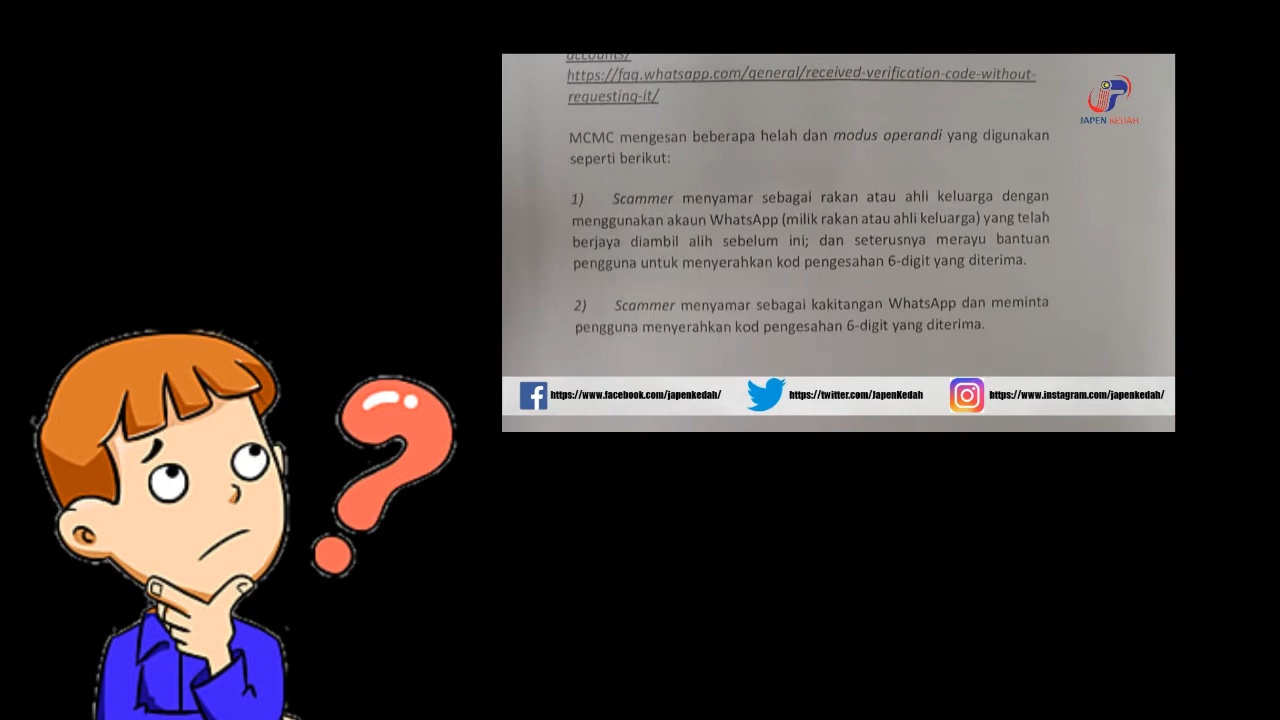 accounts/
https://faq.whatsapp.com/general/received-verification-code-without-
requesting-it/
JAPEN KEDAH
MCMC mengesan beberapa helah dan modus operandi yang digunakan
seperti berikut:
1) Scammer menyamar sebagai rakan atau ahli keluarga dengan
menggunakan akaun WhatsApp (milik rakan atau ahli keluarga) yang telah
berjaya diambil alih sebelum ini; dan seterusnya merayu bantuan
pengguna untuk menyerahkan kod pengesahan 6-digit yang diterima.
2) Scammer menyamar sebagai kakitangan WhatsApp dan meminta
pengguna menyerahkan kod pengesahan 6-digit yang diterima.
https://www.facebook.com/japenkedah/
https://twitter.com/JapenKedah
https://www.instagram.com/japenkedah/